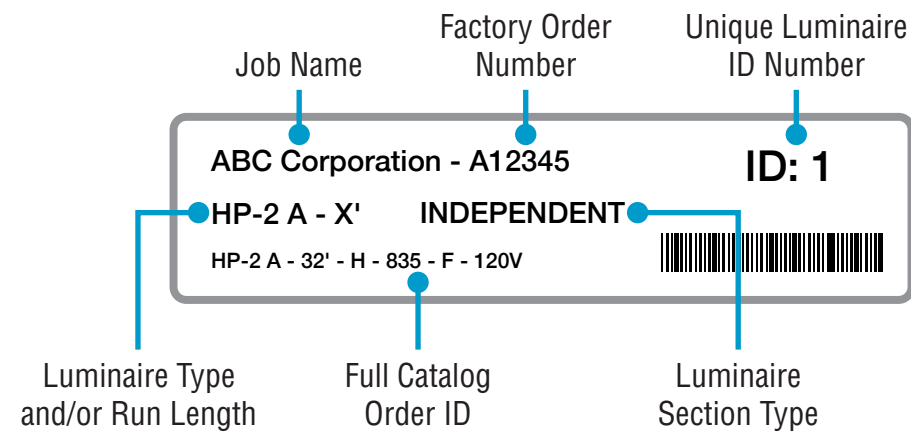 Job Name
Factory Order
Number
Unique Luminaire
ID Number
ABC Corporation - A12345
ID: 1
HP-2 A - X'
INDEPENDENT
HP-2 A - 32' - H - 835 - F - 120V
Luminaire Type
and/or Run Length
Full Catalog
Order ID
Luminaire
Section Type